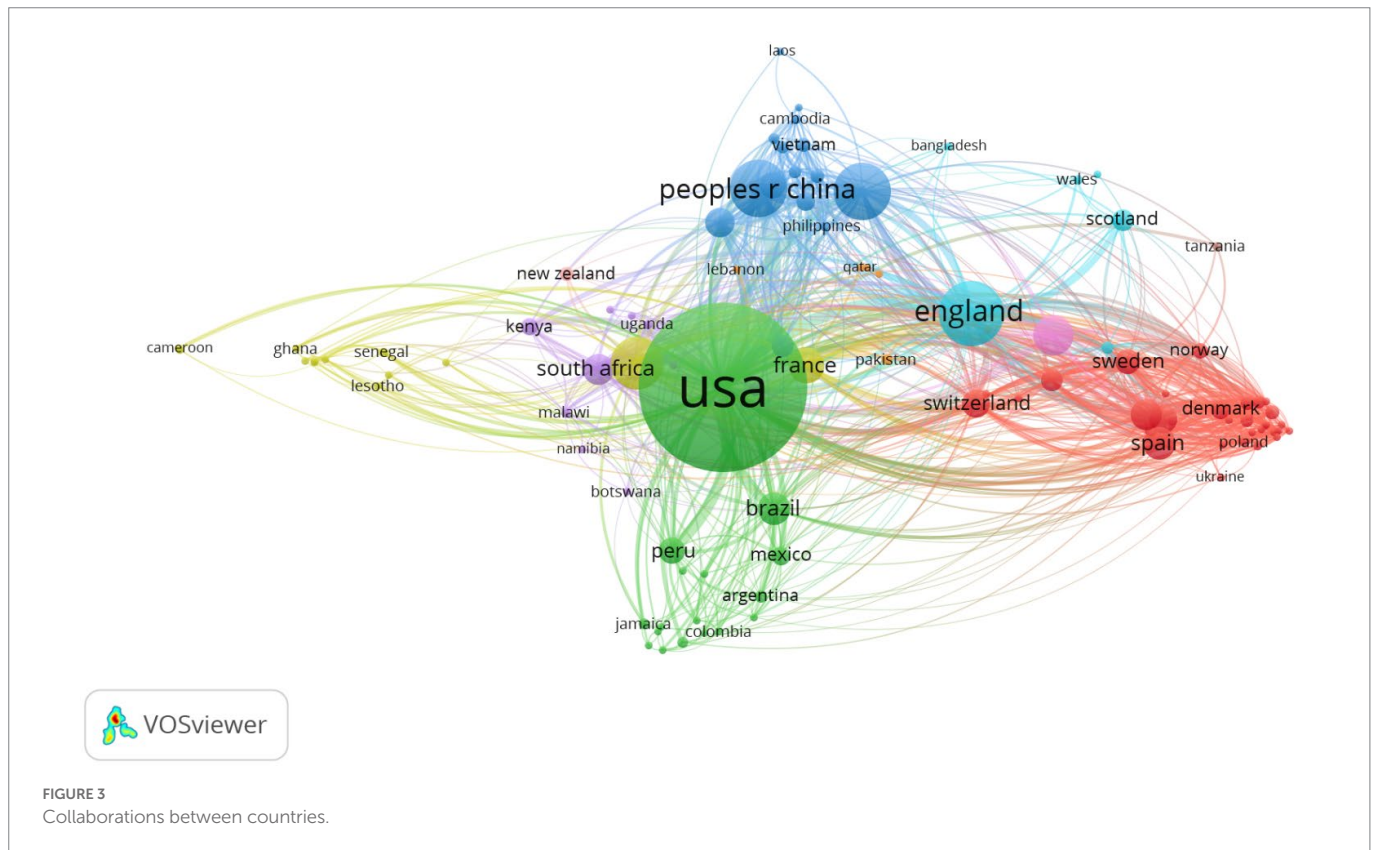 laos
cambodia
vietnam
bangladesh
peoples r china
wales
scotland
philippines
tanzania
new zealand
lebanon
qatar
england
kenya
uganda
cameroon
ghana
senegal
south africa
usa
france
pakistan
sweden
norway
lesotho
malawi
switzerland
denmark
namibia
spain
poland
botswana
ukraine
brazil
peru
mexico
argentina
jamaica
colombia
VOSviewer
FIGURE 3
Collaborations between countries.